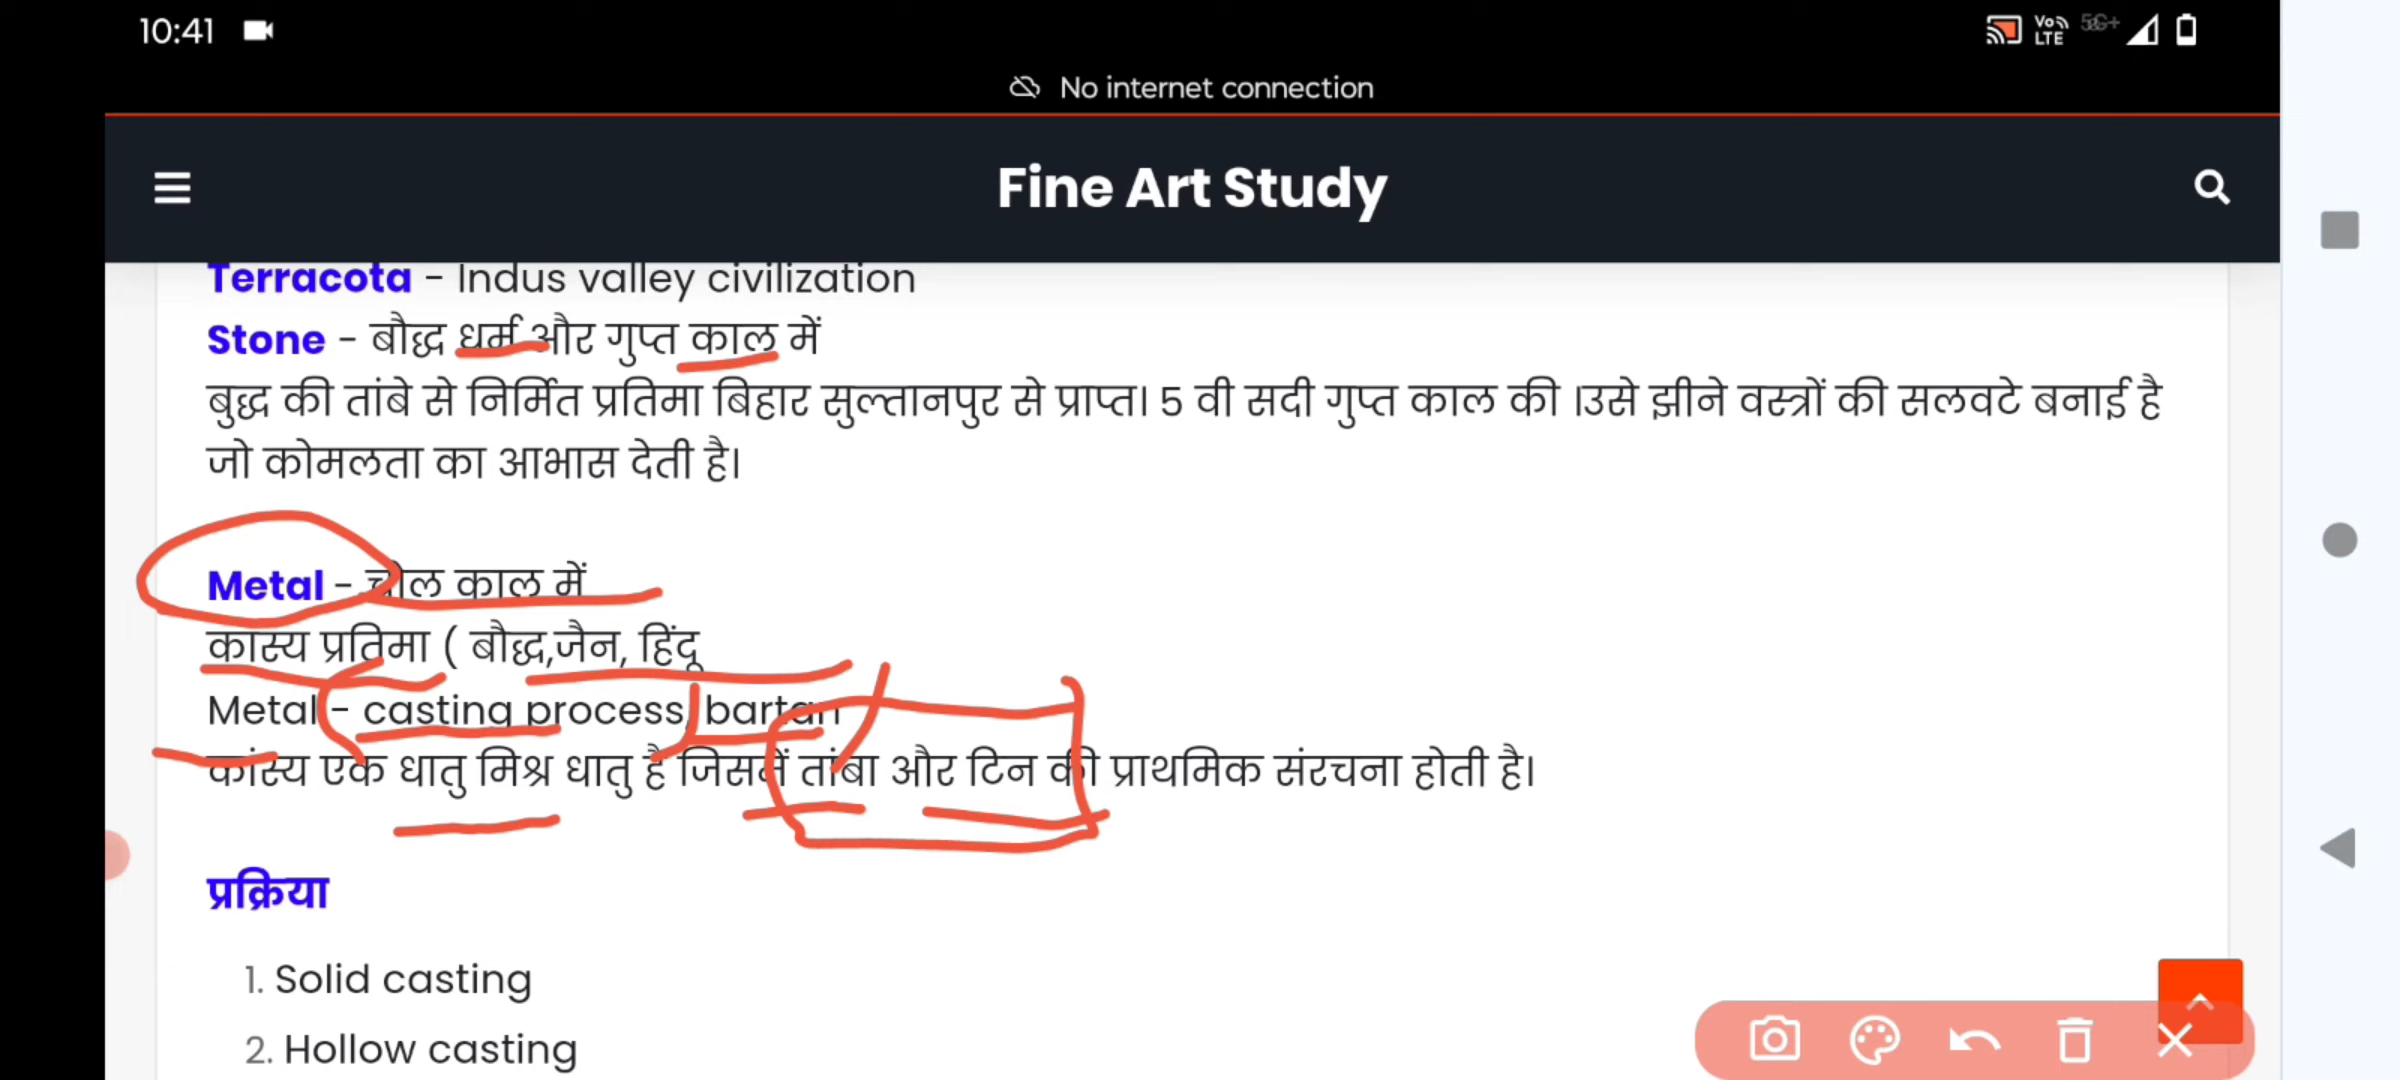 10:41
Vo LTE
No internet connection
Fine Art Study
Terracota - Indus valley civilization
Stone - बौद्ध धर्म और गुप्त काल में
बुद्ध की तांबे से निर्मित प्रतिमा बिहार सुल्तानपुर से प्राप्त। 5 वी सदी गुप्त काल की ।उसे झीने वस्त्रों की सलवटे बनाई है
जो कोमलता का आभास देती है।
Metal - चोल काल में
कास्य प्रतिमा ( बौद्ध,जैन, हिंदू
Metal - casting process, bartan
कांस्य एक धातु मिश्र धातु है जिसमें तांबा और टिन की प्राथमिक संरचना होती है।
प्रक्रिया
1. Solid casting
2. Hollow casting